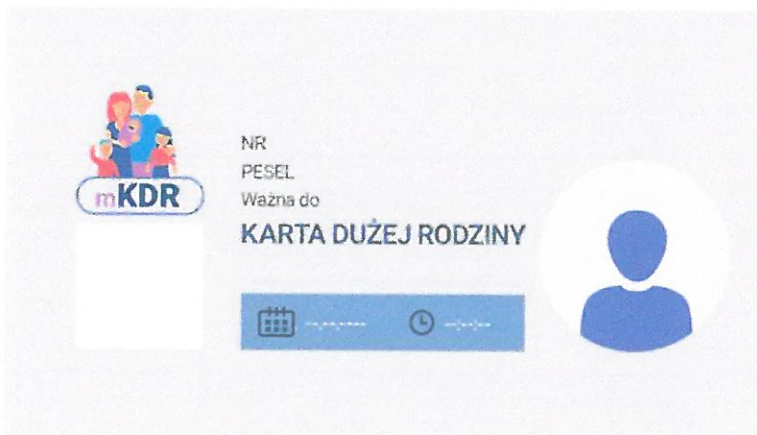 mKDR
NR
PESEL
Ważna do
KARTA DUŻEJ RODZINY
--.--.---- --:--:--